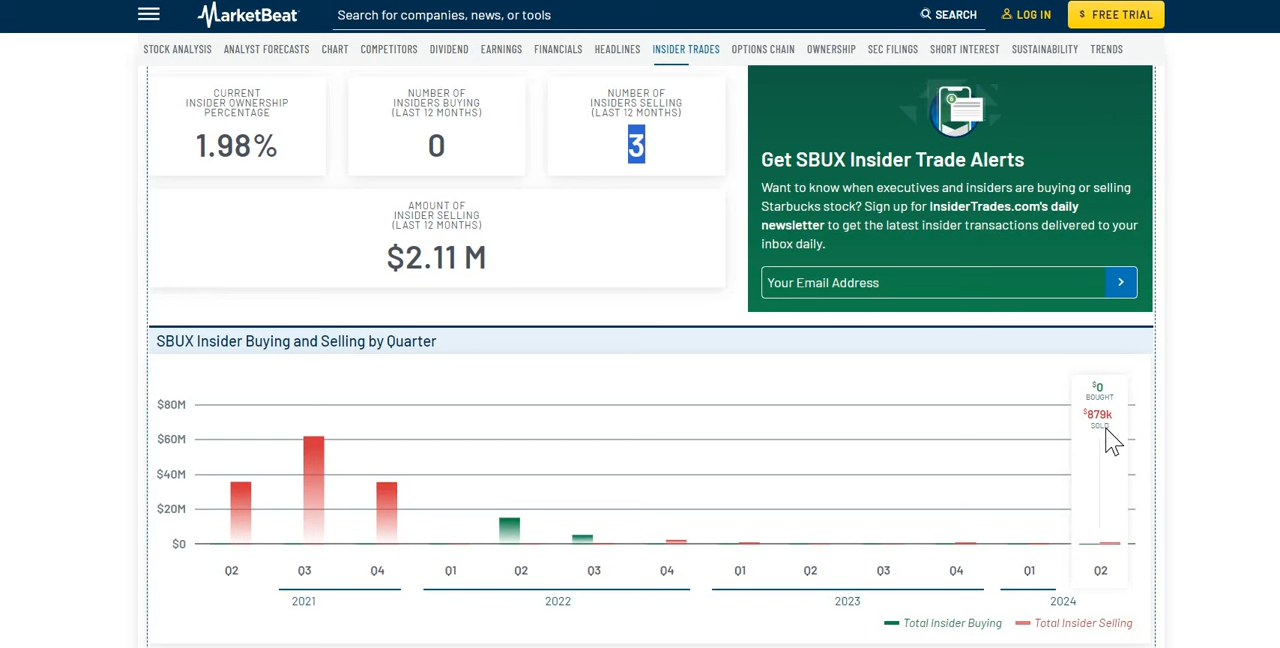 MarketBeat
Search for companies, news, or tools
SEARCH
LOG IN
$ FREE TRIAL
STOCK ANALYSIS ANALYST FORECASTS CHART COMPETITORS DIVIDEND EARNINGS FINANCIALS HEADLINES INSIDER TRADES OPTIONS CHAIN OWNERSHIP SEC FILINGS SHORT INTEREST SUSTAINABILITY TRENDS
CURRENT
INSIDER OWNERSHIP
PERCENTAGE
1.98%
NUMBER OF
INSIDERS BUYING
(LAST 12 MONTHS)
0
NUMBER OF
INSIDERS SELLING
(LAST 12 MONTHS)
3
AMOUNT OF
INSIDER SELLING
(LAST 12 MONTHS)
$2.11 M
Get SBUX Insider Trade Alerts
Want to know when executives and insiders are buying or selling
Starbucks stock? Sign up for InsiderTrades.com's daily
newsletter to get the latest insider transactions delivered to your
inbox daily.
Your Email Address
SBUX Insider Buying and Selling by Quarter
$0
BOUGHT
$879k
SOLD
$80M
$60M
$40M
$20M
$0
Q2 Q3 Q4 Q1 Q2 Q3 Q4 Q1 Q2 Q3 Q4 Q1 Q2
2021 2022 2023 2024
Total Insider Buying Total Insider Selling